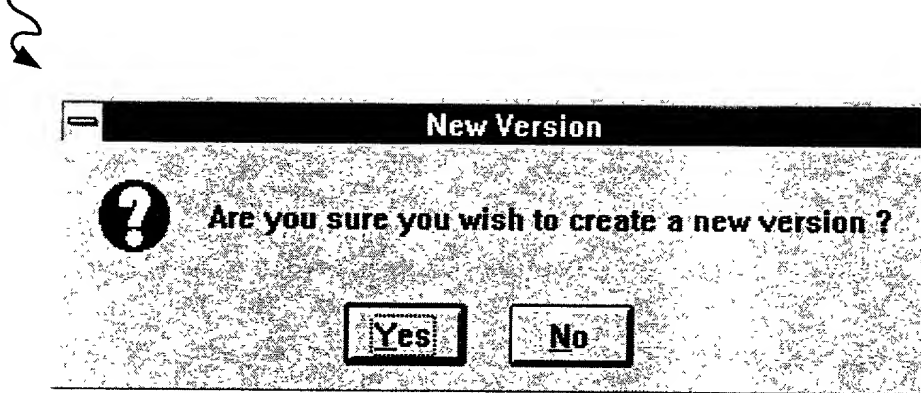 New Version
Are you sure you wish to create a new version ?
Yes
No